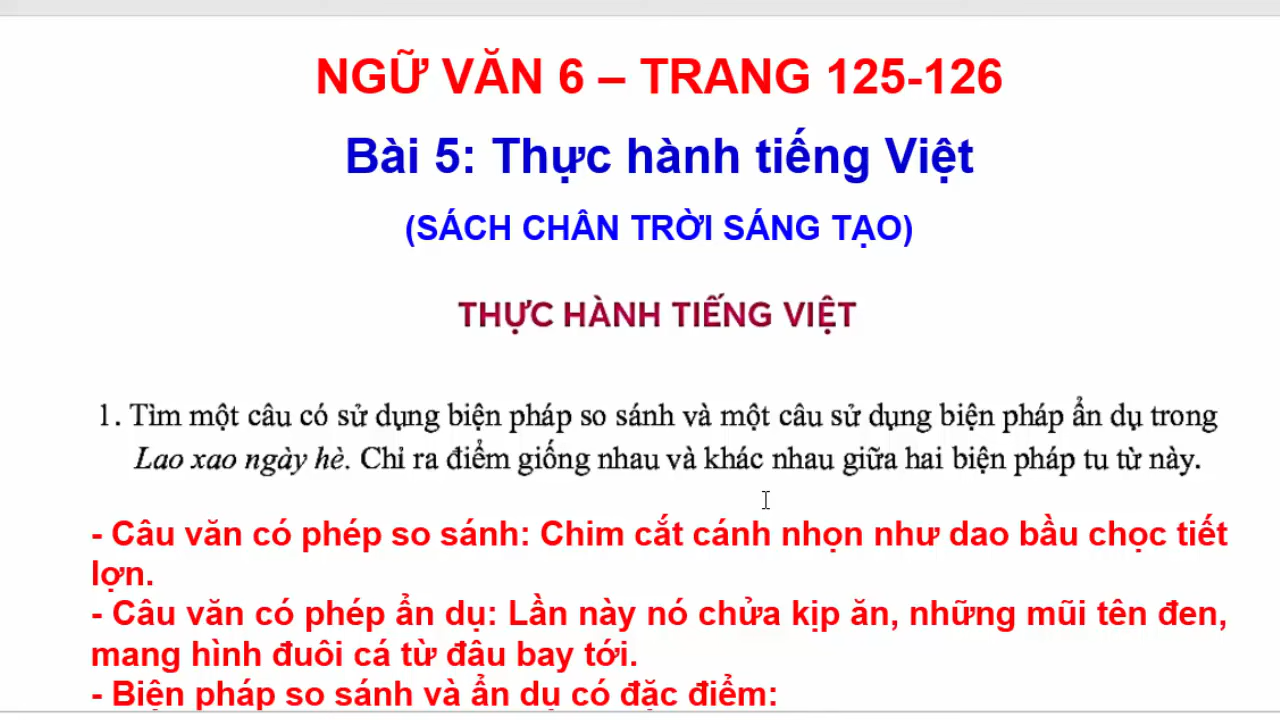 NGỮ VĂN 6 – TRANG 125-126
Bài 5: Thực hành tiếng Việt
(SÁCH CHÂN TRỜI SÁNG TẠO)
THỰC HÀNH TIẾNG VIỆT
1. Tìm một câu có sử dụng biện pháp so sánh và một câu sử dụng biện pháp ẩn dụ trong
Lao xao ngày hè. Chỉ ra điểm giống nhau và khác nhau giữa hai biện pháp tu từ này.
- Câu văn có phép so sánh: Chim cắt cánh nhọn như dao bầu chọc tiết
lợn.
- Câu văn có phép ẩn dụ: Lần này nó chửa kịp ăn, những mũi tên đen,
mang hình đuôi cá từ đâu bay tới.
- Biện pháp so sánh và ẩn dụ có đặc điểm: